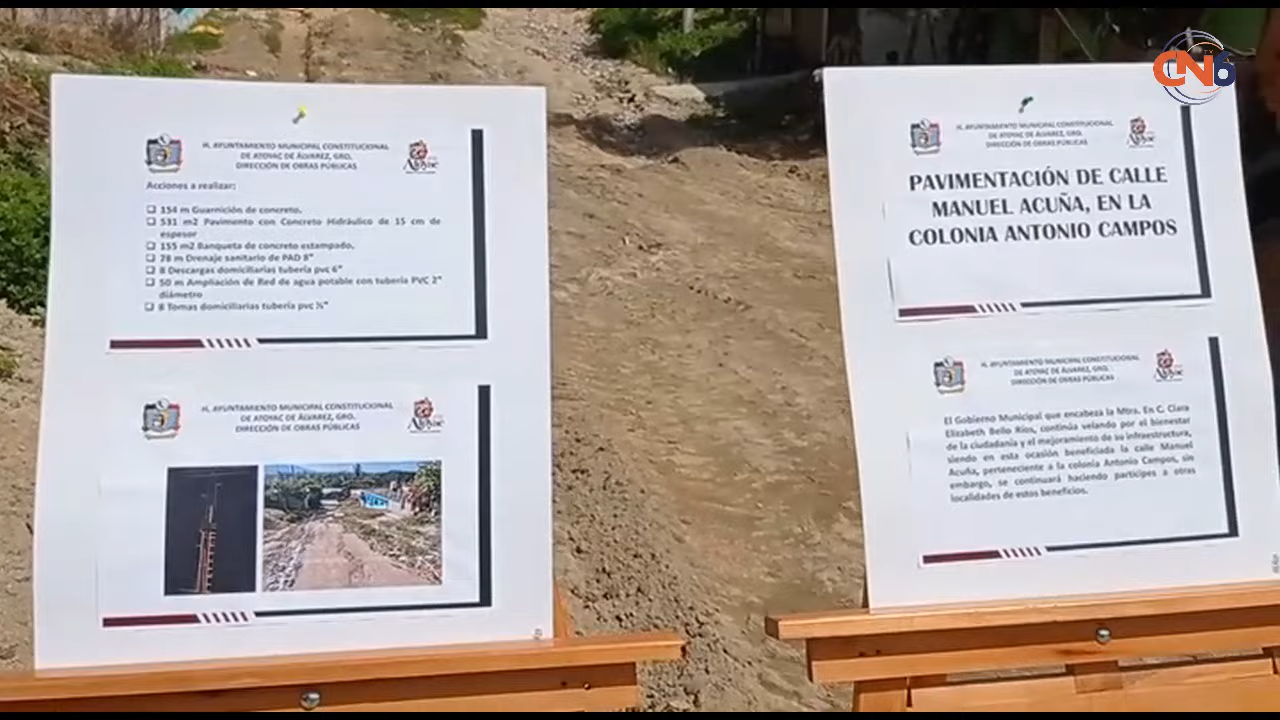 H. AYUNTAMIENTO MUNICIPAL CONSTITUCIONAL
DE ATOYAC DE ÁLVAREZ, GRO.
DIRECCIÓN DE OBRAS PÚBLICAS
Acciones a realizar:
❑ 154 m Guarnición de concreto.
❑ 531 m2 Pavimento con Concreto Hidráulico de 15 cm de
espesor
❑ 155 m2 Banqueta de concreto estampado.
❑ 78 m Drenaje sanitario de PAD 8"
❑ 8 Descargas domiciliarias tubería pvc 6"
❑ 50 m Ampliación de Red de agua potable con tubería PVC 2"
diámetro
❑ 8 Tomas domiciliarias tubería pvc ½"
H. AYUNTAMIENTO MUNICIPAL CONSTITUCIONAL
DE ATOYAC DE ÁLVAREZ, GRO.
DIRECCIÓN DE OBRAS PÚBLICAS
H. AYUNTAMIENTO MUNICIPAL CONSTITUCIONAL
DE ATOYAC DE ÁLVAREZ, GRO.
DIRECCIÓN DE OBRAS PÚBLICAS
PAVIMENTACIÓN DE CALLE
MANUEL ACUÑA, EN LA
COLONIA ANTONIO CAMPOS
H. AYUNTAMIENTO MUNICIPAL CONSTITUCIONAL
DE ATOYAC DE ÁLVAREZ, GRO.
DIRECCIÓN DE OBRAS PÚBLICAS
El Gobierno Municipal que encabeza la Mtra. En C. Clara
Elizabeth Bello Ríos, continúa velando por el bienestar
de la ciudadanía y el mejoramiento de su infraestructura,
siendo en esta ocasión beneficiada la calle Manuel
Acuña, perteneciente a la colonia Antonio Campos, sin
embargo, se continuará haciendo partícipes a otras
localidades de estos beneficios.
CN6